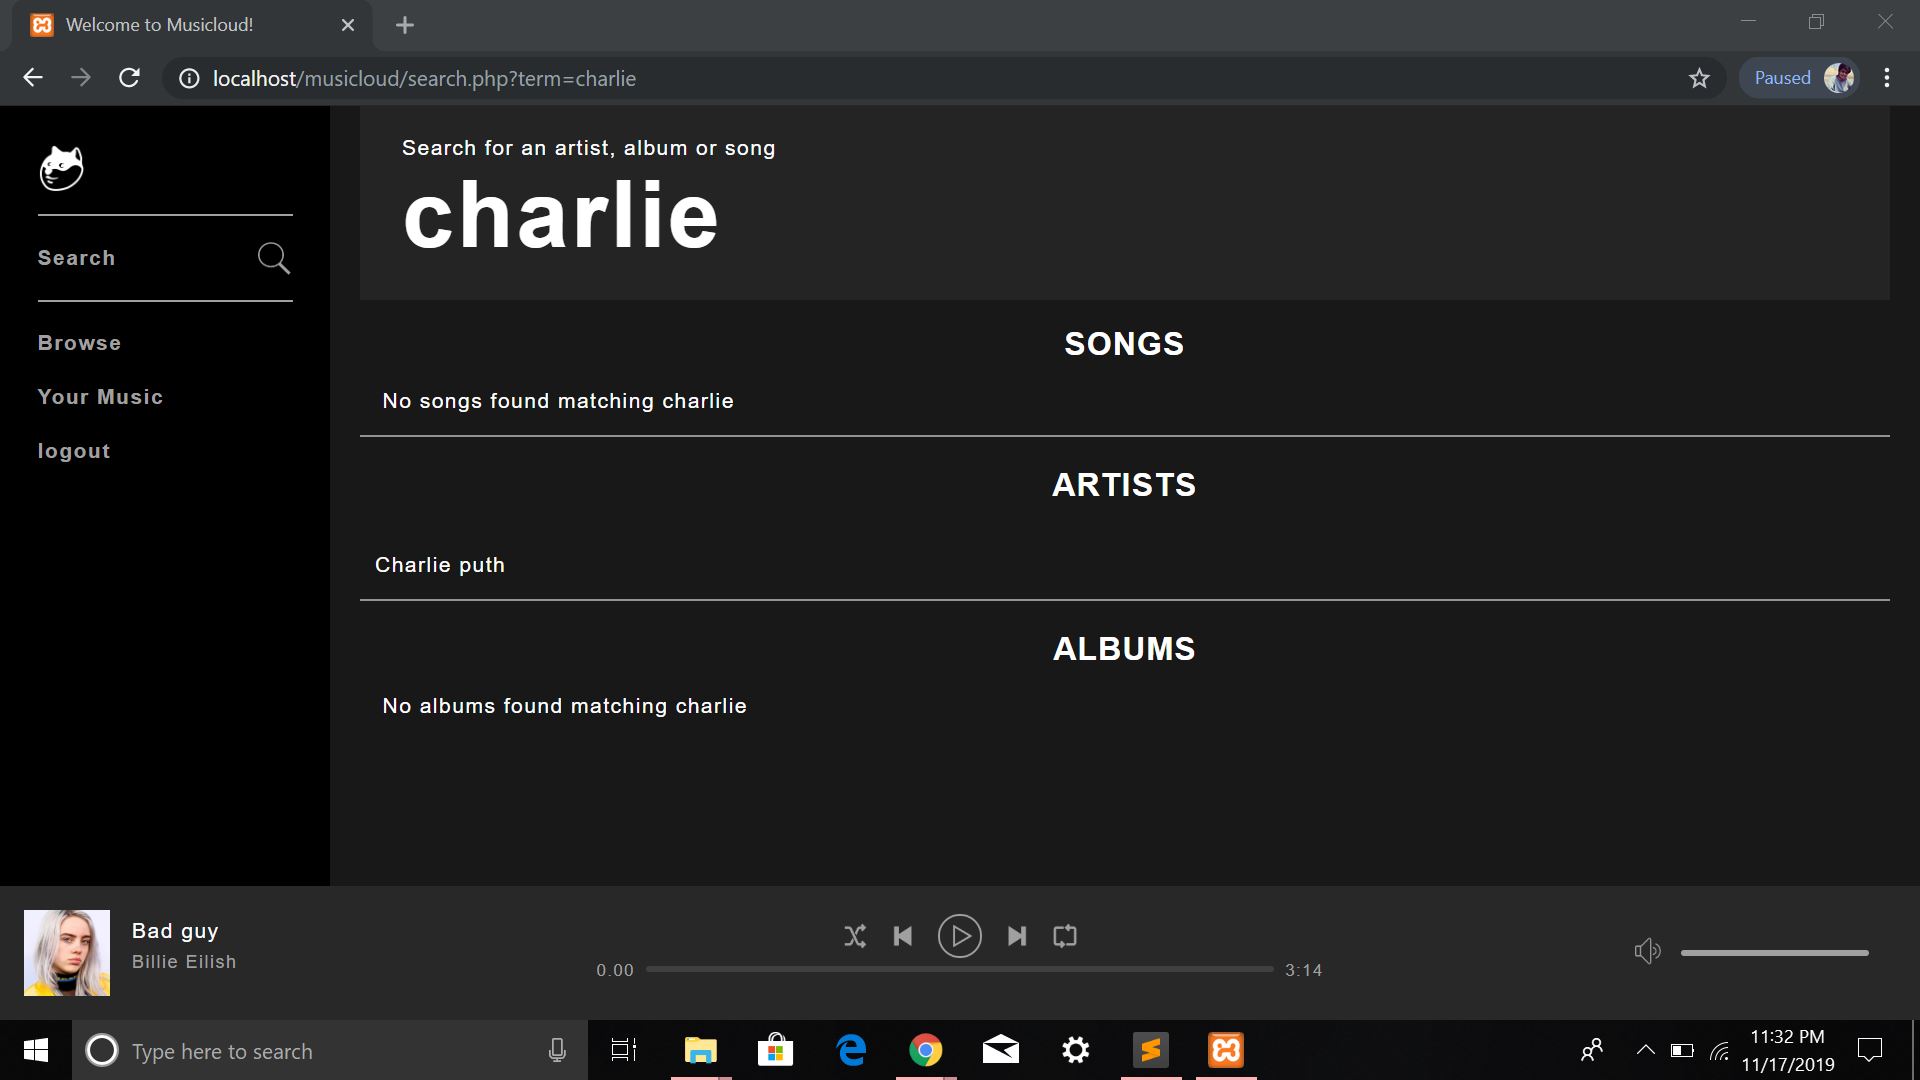 Welcome to Musicloud!
localhost/musicloud/search.php?term=charlie
Paused
Search for an artist, album or song
charlie
Search
Browse
Your Music
logout
SONGS
No songs found matching charlie
ARTISTS
Charlie puth
ALBUMS
No albums found matching charlie
Bad guy
Billie Eilish
0.00
3:14
Type here to search
11:32 PM
11/17/2019